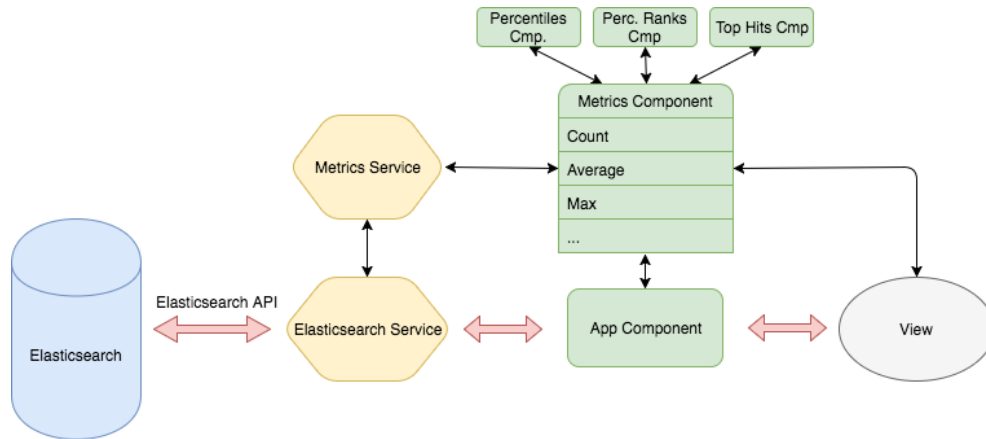 Percentiles
Cmp.
Perc. Ranks
Cmp
Top Hits Cmp
Metrics Component
Count
Average
Max
...
Metrics Service
Elasticsearch API
Elasticsearch
Elasticsearch Service
App Component
View